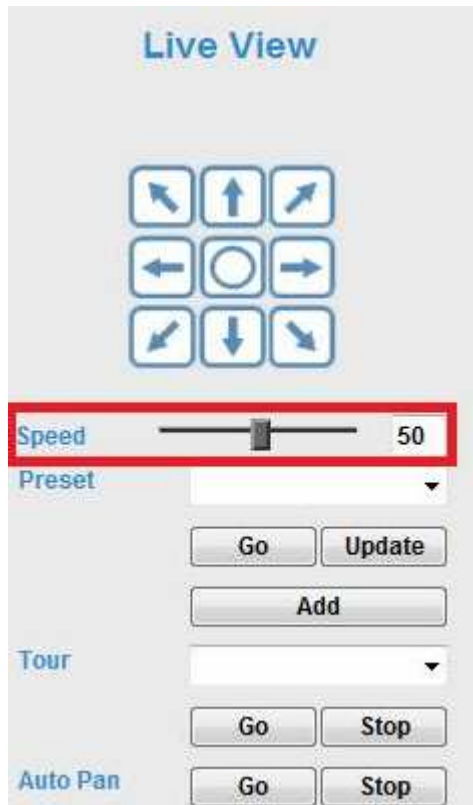 Live View
Speed 50
Preset
Go Update
Add
Tour
Go Stop
Auto Pan Go Stop